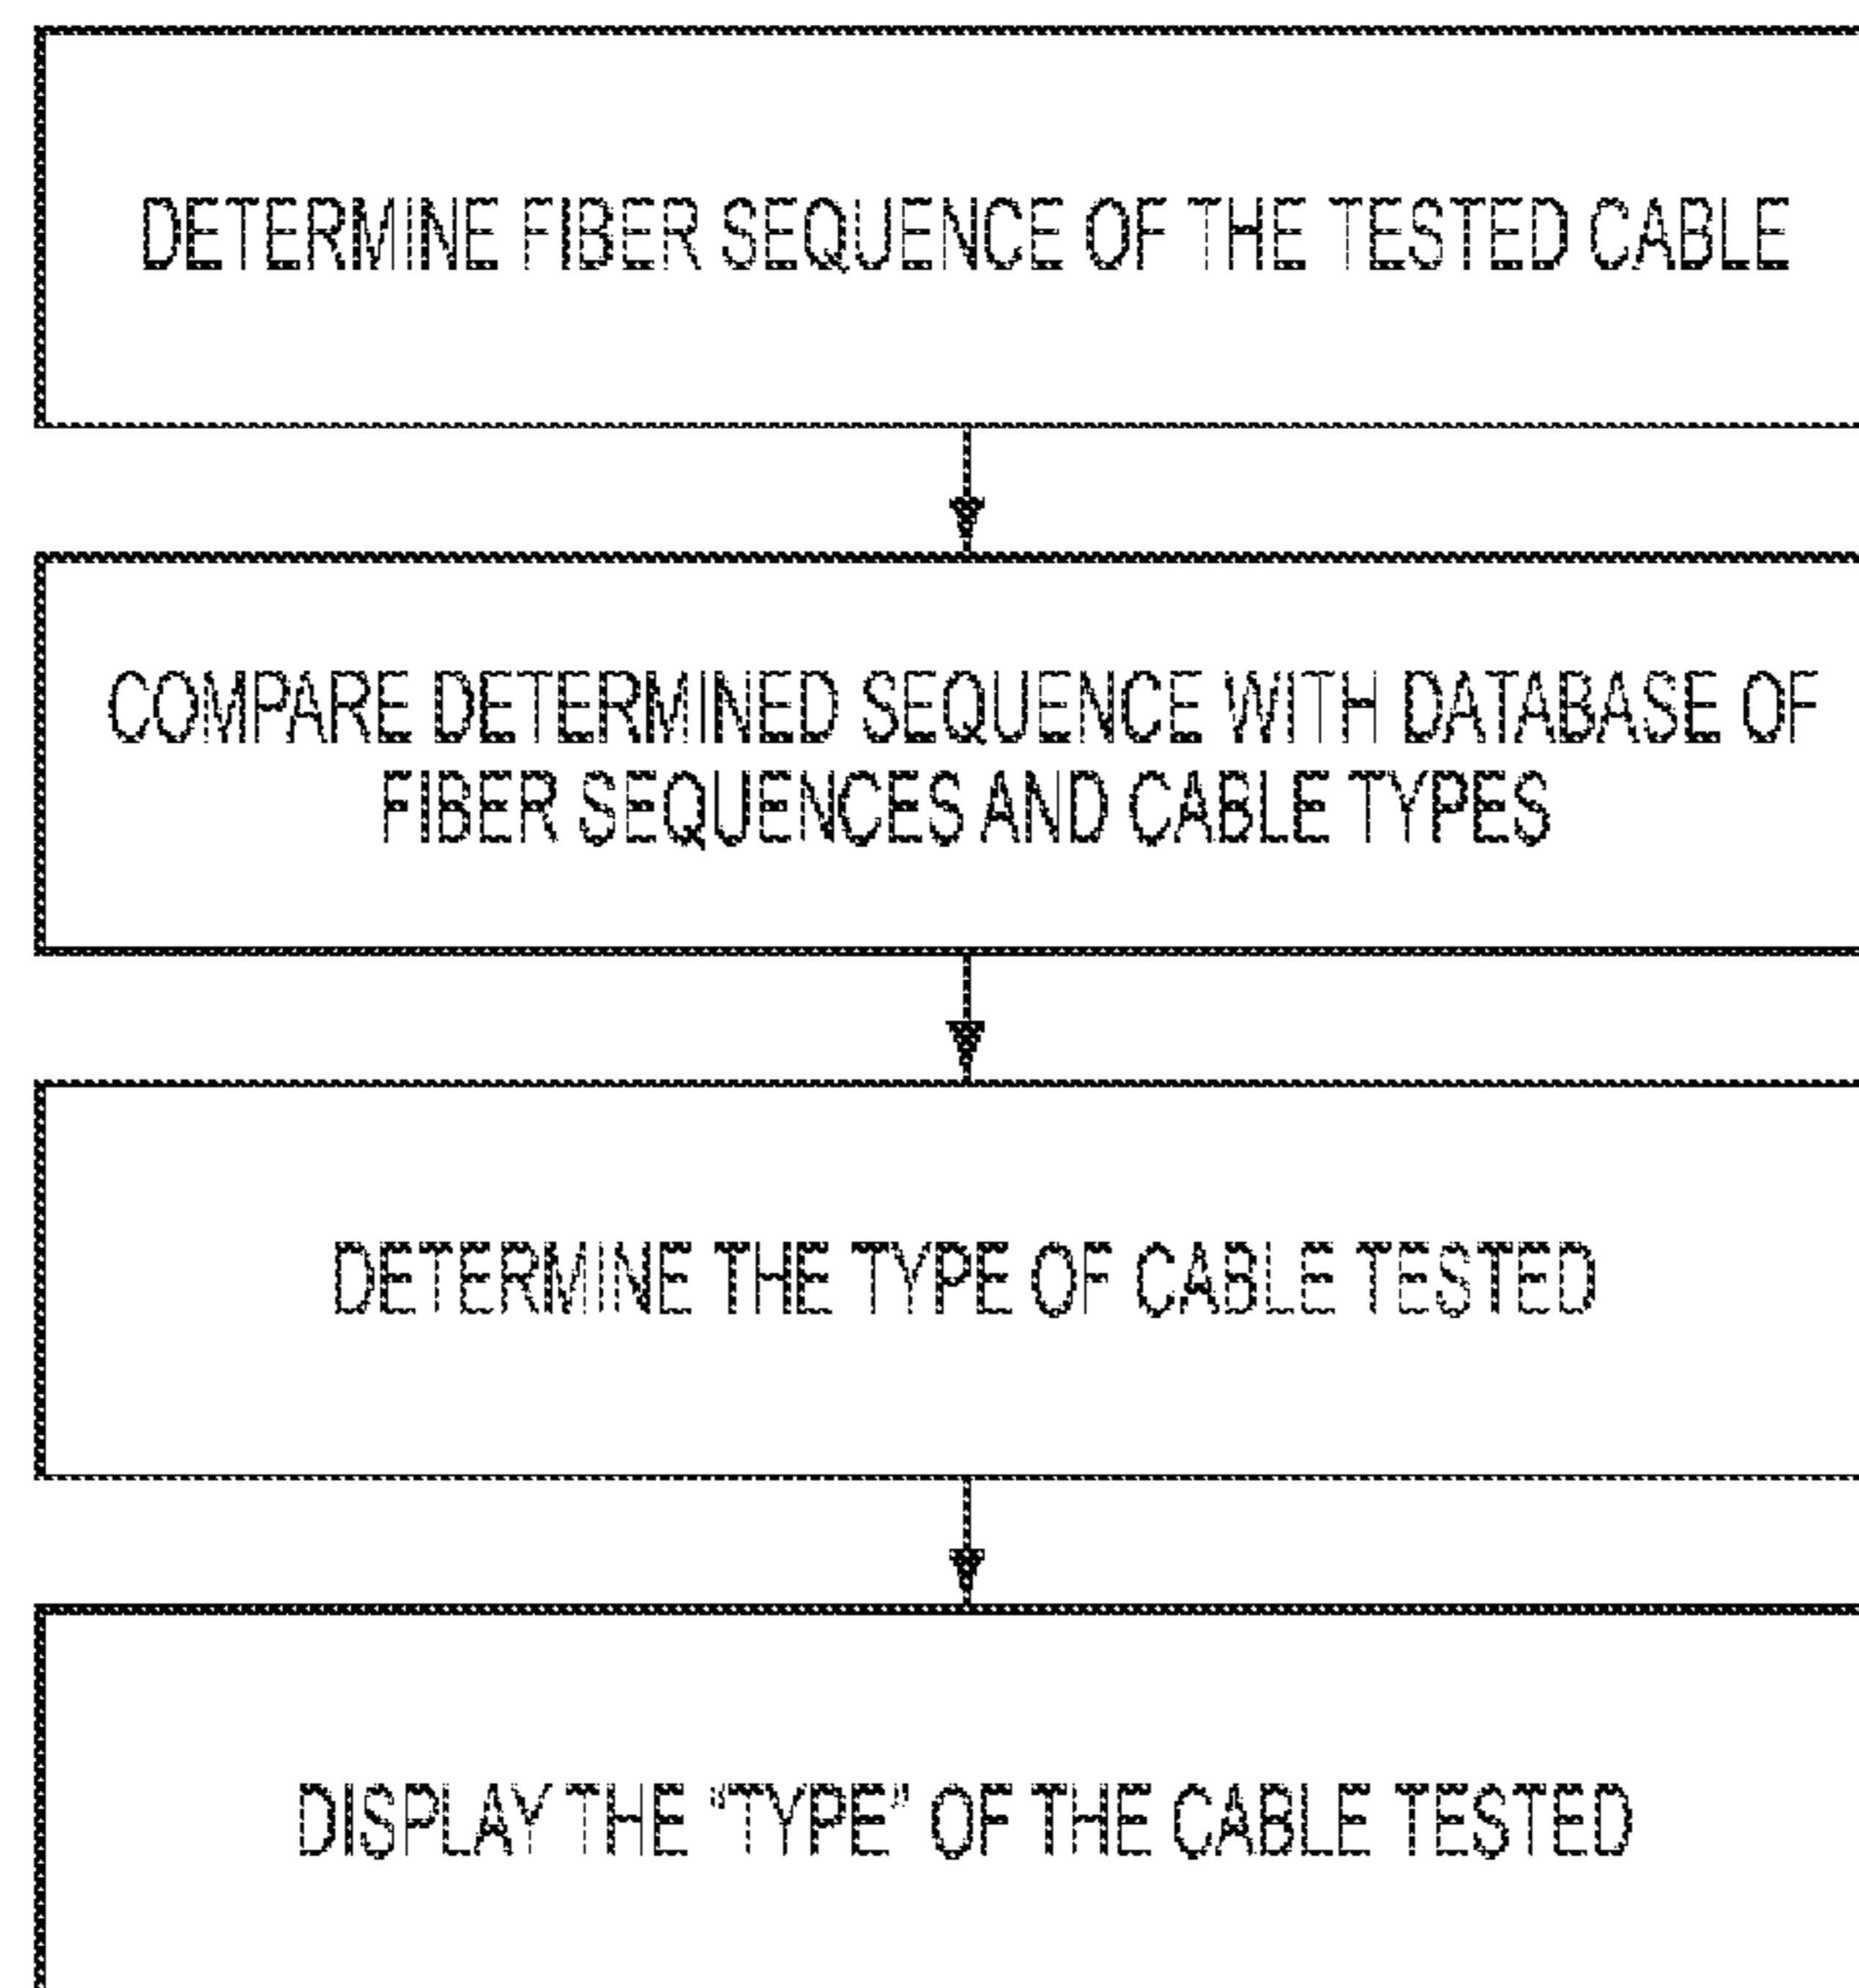 DETERMINE FIBER SEQUENCE OF THE TESTED CABLE
COMPARE DETERMINED SEQUENCE WITH DATABASE OF
FIBER SEQUENCES AND CABLE TYPES
DETERMINE THE TYPE OF CABLE TESTED
DISPLAY THE “TYPE” OF THE CABLE TESTED